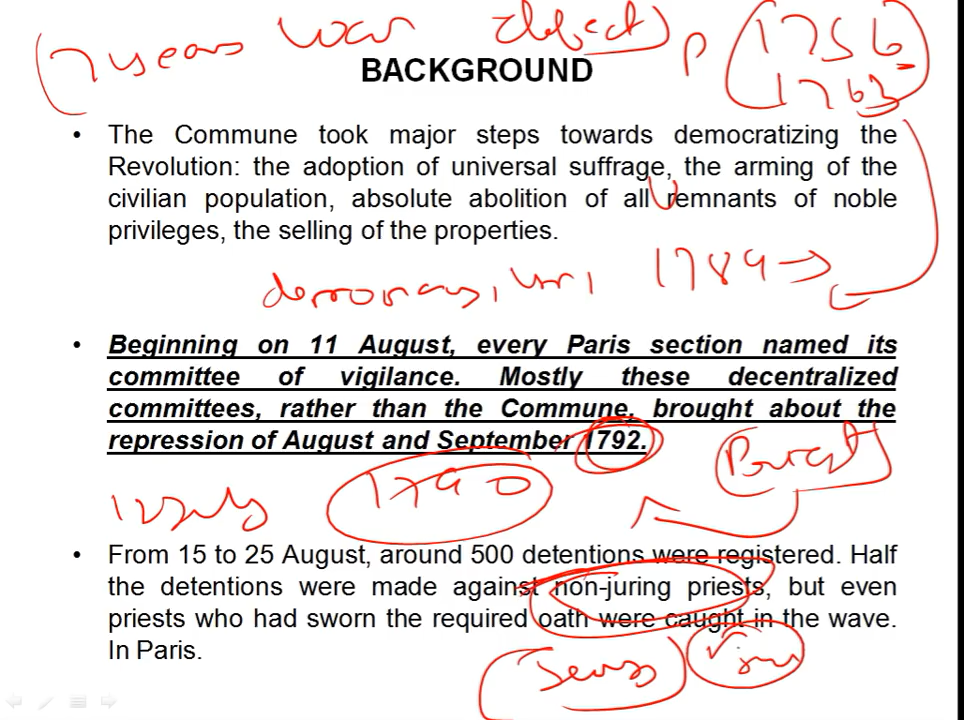 7 years war
1756
1763
BACKGROUND
• The Commune took major steps towards democratizing the
Revolution: the adoption of universal suffrage, the arming of the
civilian population, absolute abolition of all remnants of noble
privileges, the selling of the properties.
1789
• Beginning on 11 August, every Paris section named its
committee of vigilance. Mostly these decentralized
committees, rather than the Commune, brought about the
repression of August and September 1792.
1790
• From 15 to 25 August, around 500 detentions were registered. Half
the detentions were made against non-juring priests, but even
priests who had sworn the required oath were caught in the wave.
In Paris.